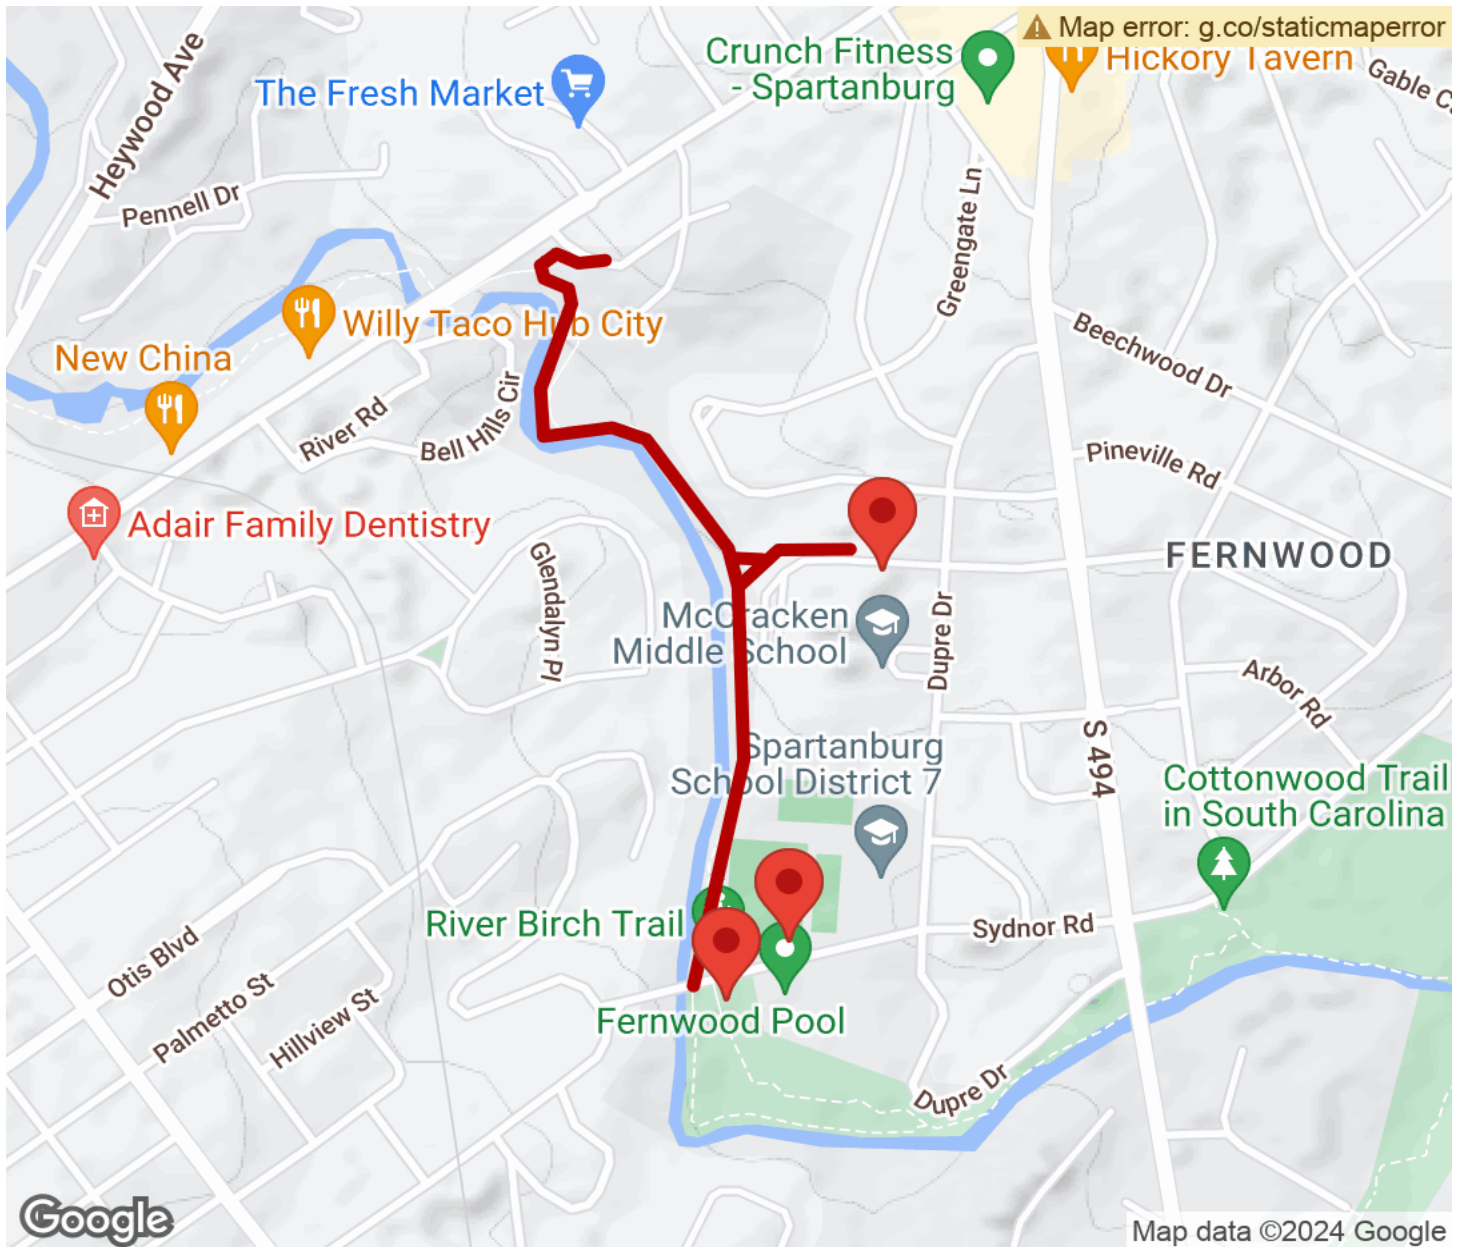 Map error: g.co/staticmaperror
Crunch Fitness
- Spartanburg
Hickory Tavern
The Fresh Market
Heywood Ave
Pennell Dr
Greengate Ln
Willy Taco Hub City
New China
Beechwood Dr
River Rd
Bell Hills Cir
Pineville Rd
Adair Family Dentistry
FERNWOOD
Glendalyn Pl
McCracken
Middle School
Dupre Dr
Arbor Rd
Spartanburg
School District 7
S 494
Cottonwood Trail
in South Carolina
River Birch Trail
Sydnor Rd
Otis Blvd
Palmetto St
Hillview St
Fernwood Pool
Dupre Dr
Google
Map data ©2024 Google